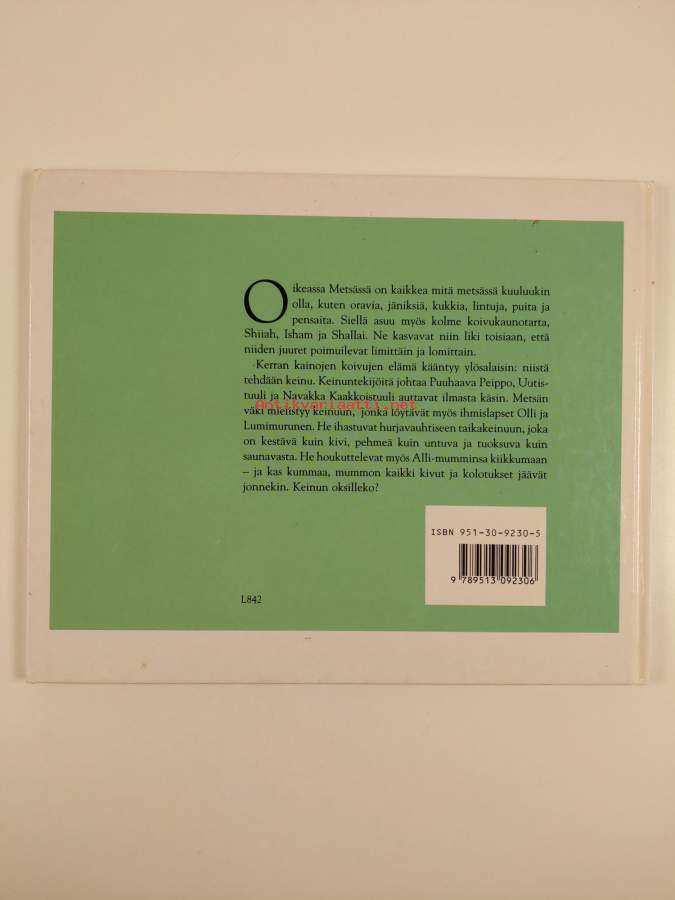 Oikeassa Metsässä on kaikkea mitä metsässä kuuluukin
olla, kuten oravia, jäniksiä, kukkia, lintuja, puita ja
pensaita. Siellä asuu myös kolme koivukaunotarta,
Shiiah, Isham ja Shallai. Ne kasvavat niin liki toisiaan, että
niiden juuret poimuilevat limittäin ja lomittain.
Kerran kainojen koivujen elämä kääntyy ylösalaisin: niistä
tehdään keinu. Keinuntekijöitä johtaa Puuhaava Peippo, Uutis-
tuuli ja Navakka Kaakkoistuuli auttavat ilmasta käsin. Metsän
antikvariaatti.net
väki mielistyy keinuun, jonka löytävät myös ihmislapset Olli ja
Lumimurunen. He ihastuvat hurjavauhtiseen taikakeinuun, joka
on kestävä kuin kivi, pehmeä kuin untuva ja tuoksuva kuin
saunavasta. He houkuttelevat myös Alli-mumminsa kiikkumaan
– ja kas kummaa, mummon kaikki kivut ja kolotukset jäävät
jonnekin. Keinun oksilleko?
ISBN 951-30-9230-5
9 789513 092306
L842